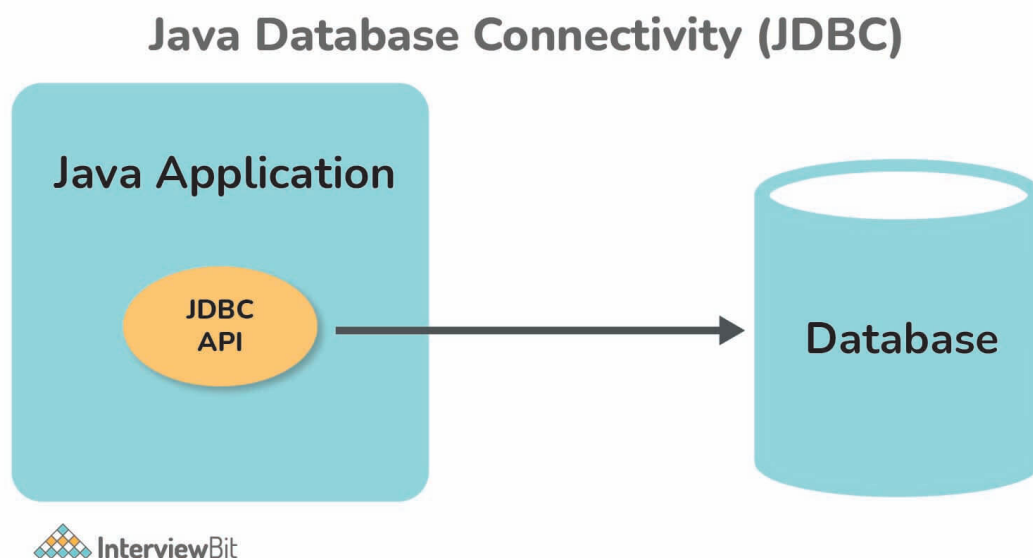 Java Database Connectivity (JDBC)
Java Application
JDBC
API
Database
InterviewBit